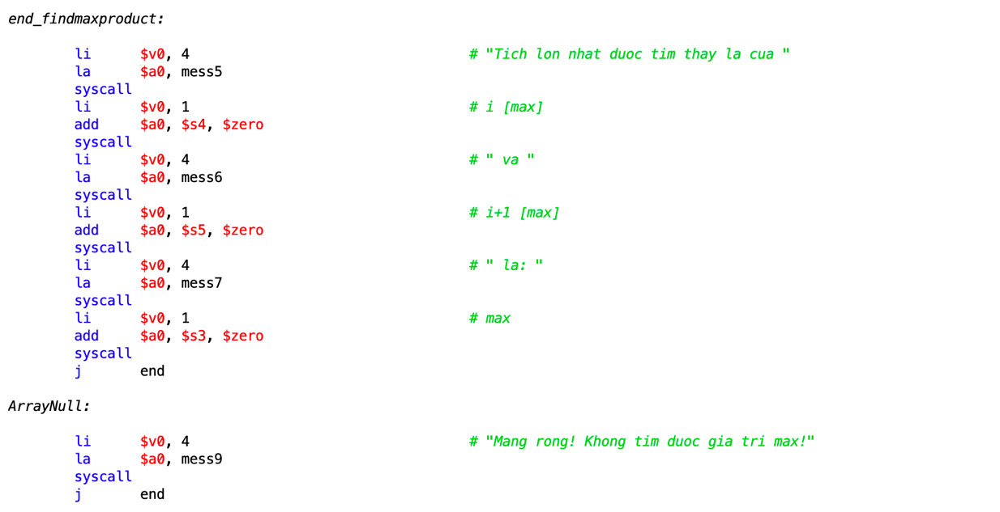 end_findmaxproduct:
li $v0, 4 # "Tich lon nhat duoc tim thay la cua "
la $a0, mess5
syscall
li $v0, 1 # i [max]
add $a0, $s4, $zero
syscall
li $v0, 4 # " va "
la $a0, mess6
syscall
li $v0, 1 # i+1 [max]
add $a0, $s5, $zero
syscall
li $v0, 4 # " la: "
la $a0, mess7
syscall
li $v0, 1 # max
add $a0, $s3, $zero
syscall
j end
ArrayNull:
li $v0, 4 # "Mang rong! Khong tim duoc gia tri max!"
la $a0, mess9
syscall
j end